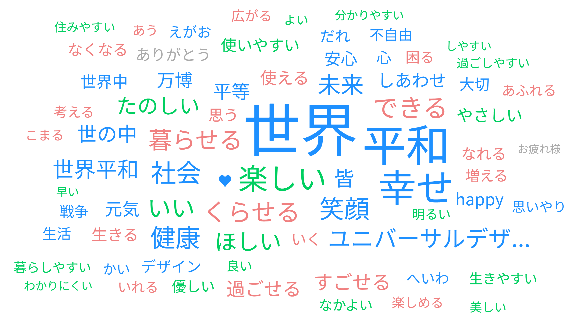 広がる
よい
分かりやすい
住みやすい
あう
えがお
だれ
不自由
なくなる
ありがとう
使いやすい
しやすい
安心
心
困る
過ごしやすい
世界中
万博
平等
使える
未来
しあわせ
大切
あふれる
考える
たのしい
思う
世界
できる
やさしい
こまる
世の中
暮らせる
平和
なれる
お疲れ様
世界平和
社会
♥
楽しい
皆
幸せ
増える
早い
戦争
元気
いい
くらせる
笑顔
明るい
happy
思いやり
生活
生きる
健康
ほしい
いく
ユニバーサルデザ...
暮らしやすい
かい
デザイン
良い
わかりにくい
いれる
優しい
過ごせる
すごせる
へいわ
生きやすい
なかよい
楽しめる
美しい